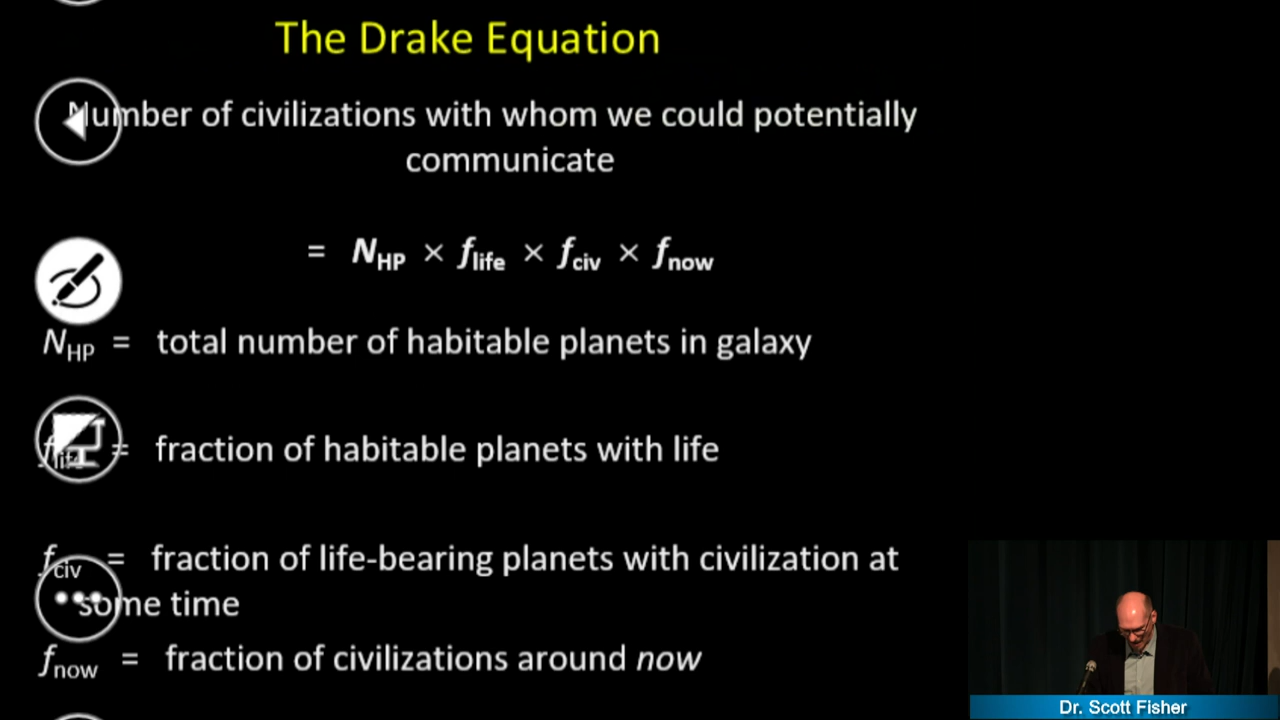 The Drake Equation
Number of civilizations with whom we could potentially
communicate
= N_HP × f_life × f_civ × f_now
N_HP = total number of habitable planets in galaxy
f_life = fraction of habitable planets with life
f_civ = fraction of life-bearing planets with civilization at
some time
f_now = fraction of civilizations around now
Dr. Scott Fisher